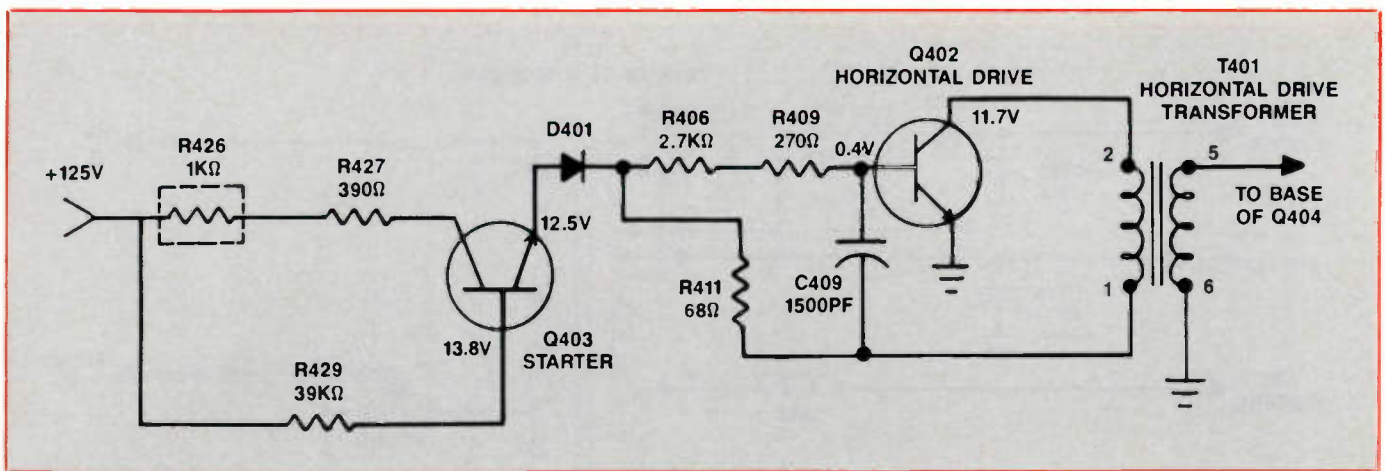 Q402
HORIZONTAL DRIVE
T401
HORIZONTAL DRIVE
TRANSFORMER
+125V
R426
1KΩ
R427
390Ω
D401
R406
2.7KΩ
R409
270Ω
0.4V
11.7V
2
5
TO BASE
OF Q404
12.5V
R411
68Ω
C409
1500PF
1
6
13.8V
Q403
STARTER
R429
39KΩ